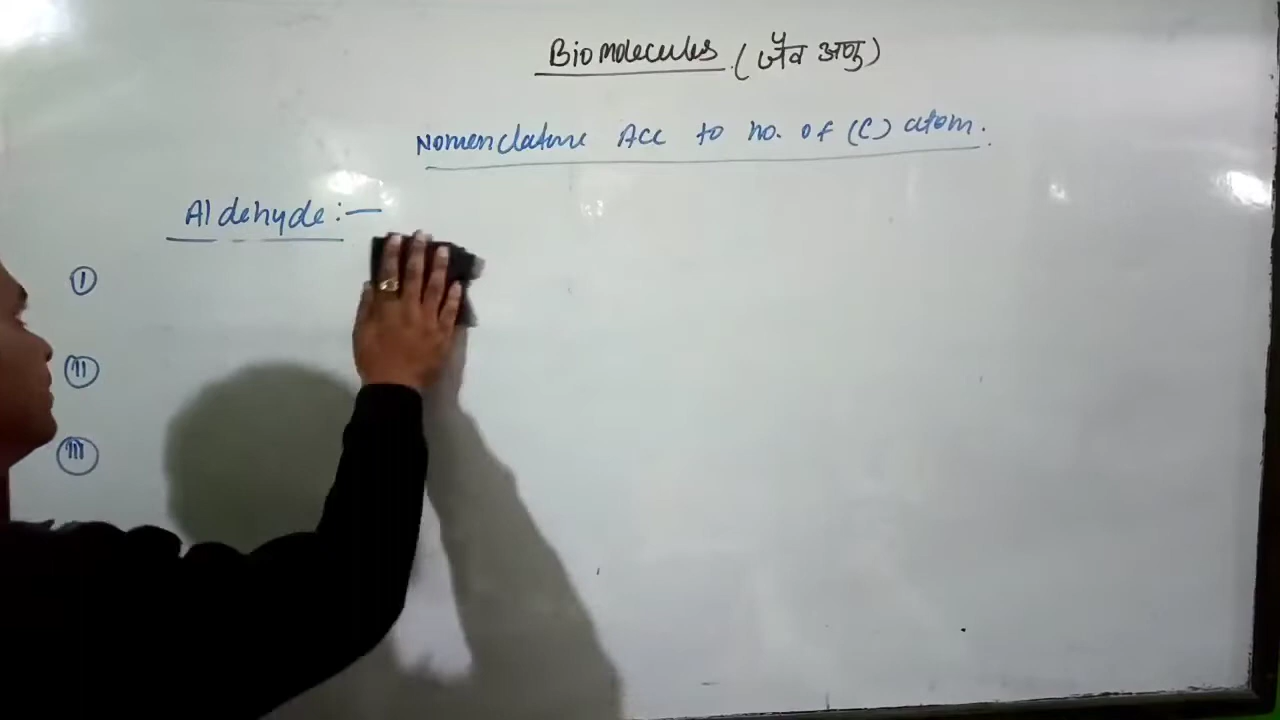 Biomolecules (जैव अणु)
Nomenclature Acc to no. of (C) atom.
Aldehyde:—
I
II
III